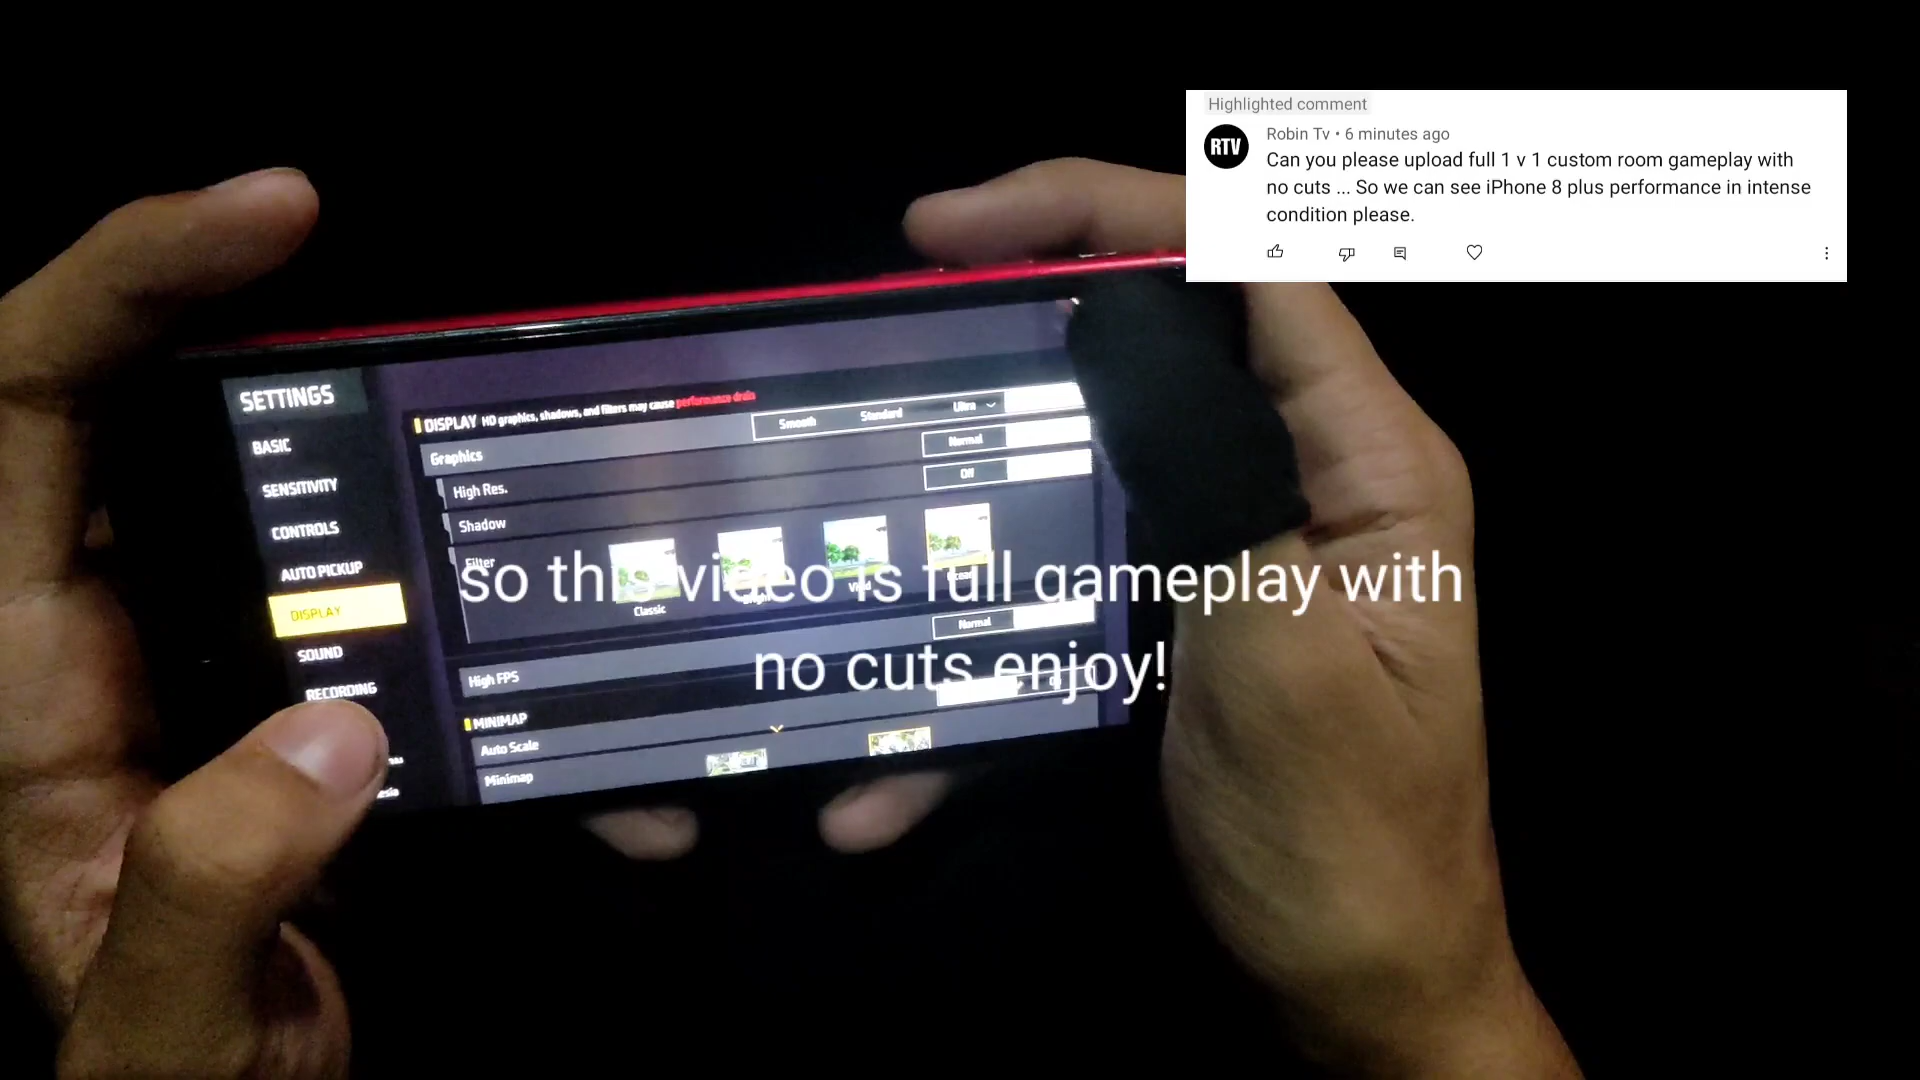 Highlighted comment
RTV
Robin Tv • 6 minutes ago
Can you please upload full 1 v 1 custom room gameplay with
no cuts ... So we can see iPhone 8 plus performance in intense
condition please.
SETTINGS
BASIC
SENSITIVITY
CONTROLS
AUTO PICKUP
DISPLAY
SOUND
RECORDING
DISPLAY HD graphics, shadows, and filters may cause performance drain
Graphics
Smooth Standard Ultra
High Res.
Normal
Shadow
Off
Filter
Classic
High FPS
Normal
MINIMAP
Auto Scale
Minimap
so this video is full gameplay with
no cuts enjoy!